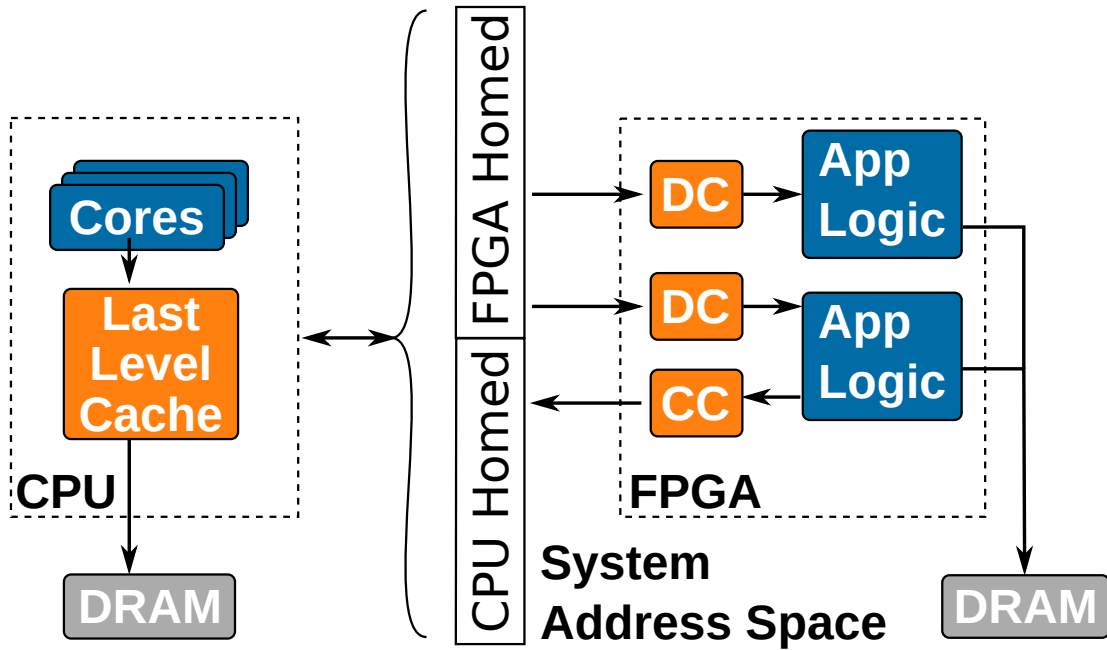 Cores
Last
Level
Cache
CPU
DRAM
FPGA Homed
CPU Homed
DC
App
Logic
DC
App
Logic
CC
FPGA
System
Address Space
DRAM